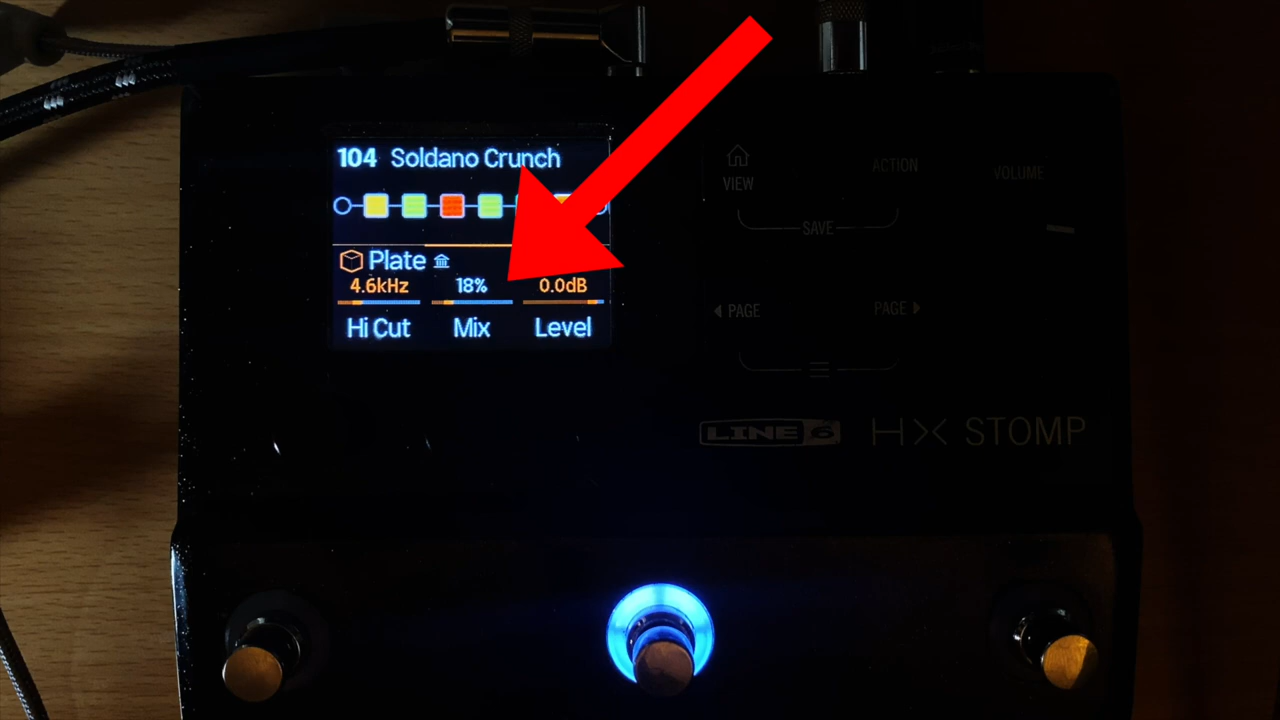 104 Soldano Crunch
Plate
4.6kHz 18% 0.0dB
Hi Cut Mix Level
VIEW
ACTION
VOLUME
SAVE
PAGE
PAGE
LINE 6 HX STOMP